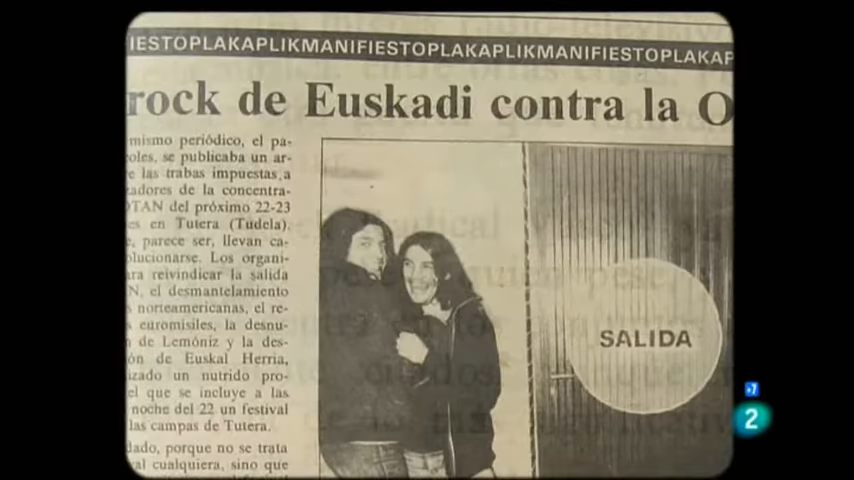 IESTOPLAKAPLIKMANIFIESTOPLAKAPLIKMANIFIESTOPLAKAP
rock de Euskadi contra la O
mismo periódico, el pa-
oles, se publicaba un ar-
e las trabas impuestas a
adores de la concentra-
OTAN del próximo 22-23
es en Tutera (Tudela).
e, parece ser, llevan ca-
olucionarse. Los organi-
ara reivindicar la salida
N, el desmantelamiento
s norteamericanas, el re-
s euromisiles, la desnu-
n de Lemóniz y la des-
ón de Euskal Herria,
izado un nutrido pro-
el que se incluye a las
noche del 22 un festival
las campas de Tutera.
dado, porque no se trata
al cualquiera, sino que
SALIDA
+7
2